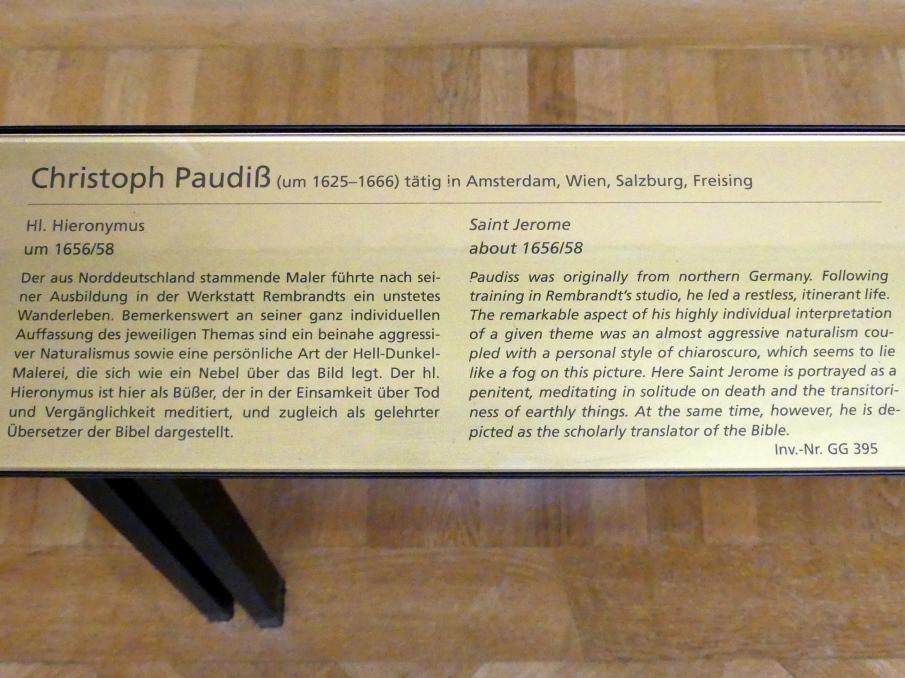 Christoph Paudiß (um 1625–1666) tätig in Amsterdam, Wien, Salzburg, Freising
Hl. Hieronymus
um 1656/58
Der aus Norddeutschland stammende Maler führte nach sei-
ner Ausbildung in der Werkstatt Rembrandts ein unstetes
Wanderleben. Bemerkenswert an seiner ganz individuellen
Auffassung des jeweiligen Themas sind ein beinahe aggressi-
ver Naturalismus sowie eine persönliche Art der Hell-Dunkel-
Malerei, die sich wie ein Nebel über das Bild legt. Der hl.
Hieronymus ist hier als Büßer, der in der Einsamkeit über Tod
und Vergänglichkeit meditiert, und zugleich als gelehrter
Übersetzer der Bibel dargestellt.
Saint Jerome
about 1656/58
Paudiss was originally from northern Germany. Following
training in Rembrandt's studio, he led a restless, itinerant life.
The remarkable aspect of his highly individual interpretation
of a given theme was an almost aggressive naturalism cou-
pled with a personal style of chiaroscuro, which seems to lie
like a fog on this picture. Here Saint Jerome is portrayed as a
penitent, meditating in solitude on death and the transitori-
ness of earthly things. At the same time, however, he is de-
picted as the scholarly translator of the Bible.
Inv.-Nr. GG 395